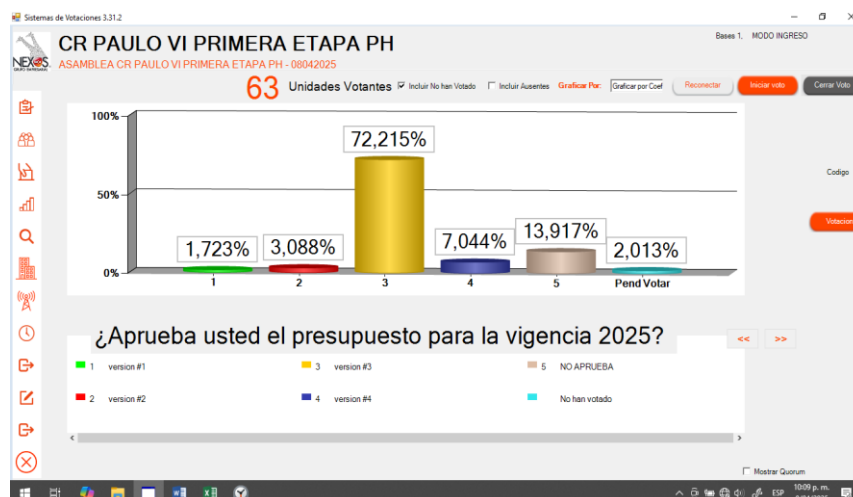 Sistemas de Votaciones 3.31.2
CR PAULO VI PRIMERA ETAPA PH
Bases 1. MODO INGRESO
NEXOS
GRUPO EMPRESARIAL
ASAMBLEA CR PAULO VI PRIMERA ETAPA PH - 08042025
63 Unidades Votantes Incluir No han Votado Incluir Ausentes Graficar Por: Graficar por Coef Reconectar Iniciar voto Cerrar Voto
100%
72,215%
Codigo
50%
Votacion
1,723% 3,088% 7,044% 13,917% 2,013%
0%
1 2 3 4 5 Pend Votar
¿Aprueba usted el presupuesto para la vigencia 2025?
<< >>
1 version #1 3 version #3 5 NO APRUEBA
2 version #2 4 version #4 No han votado
Mostrar Quorum
ESP 10:09 p. m.